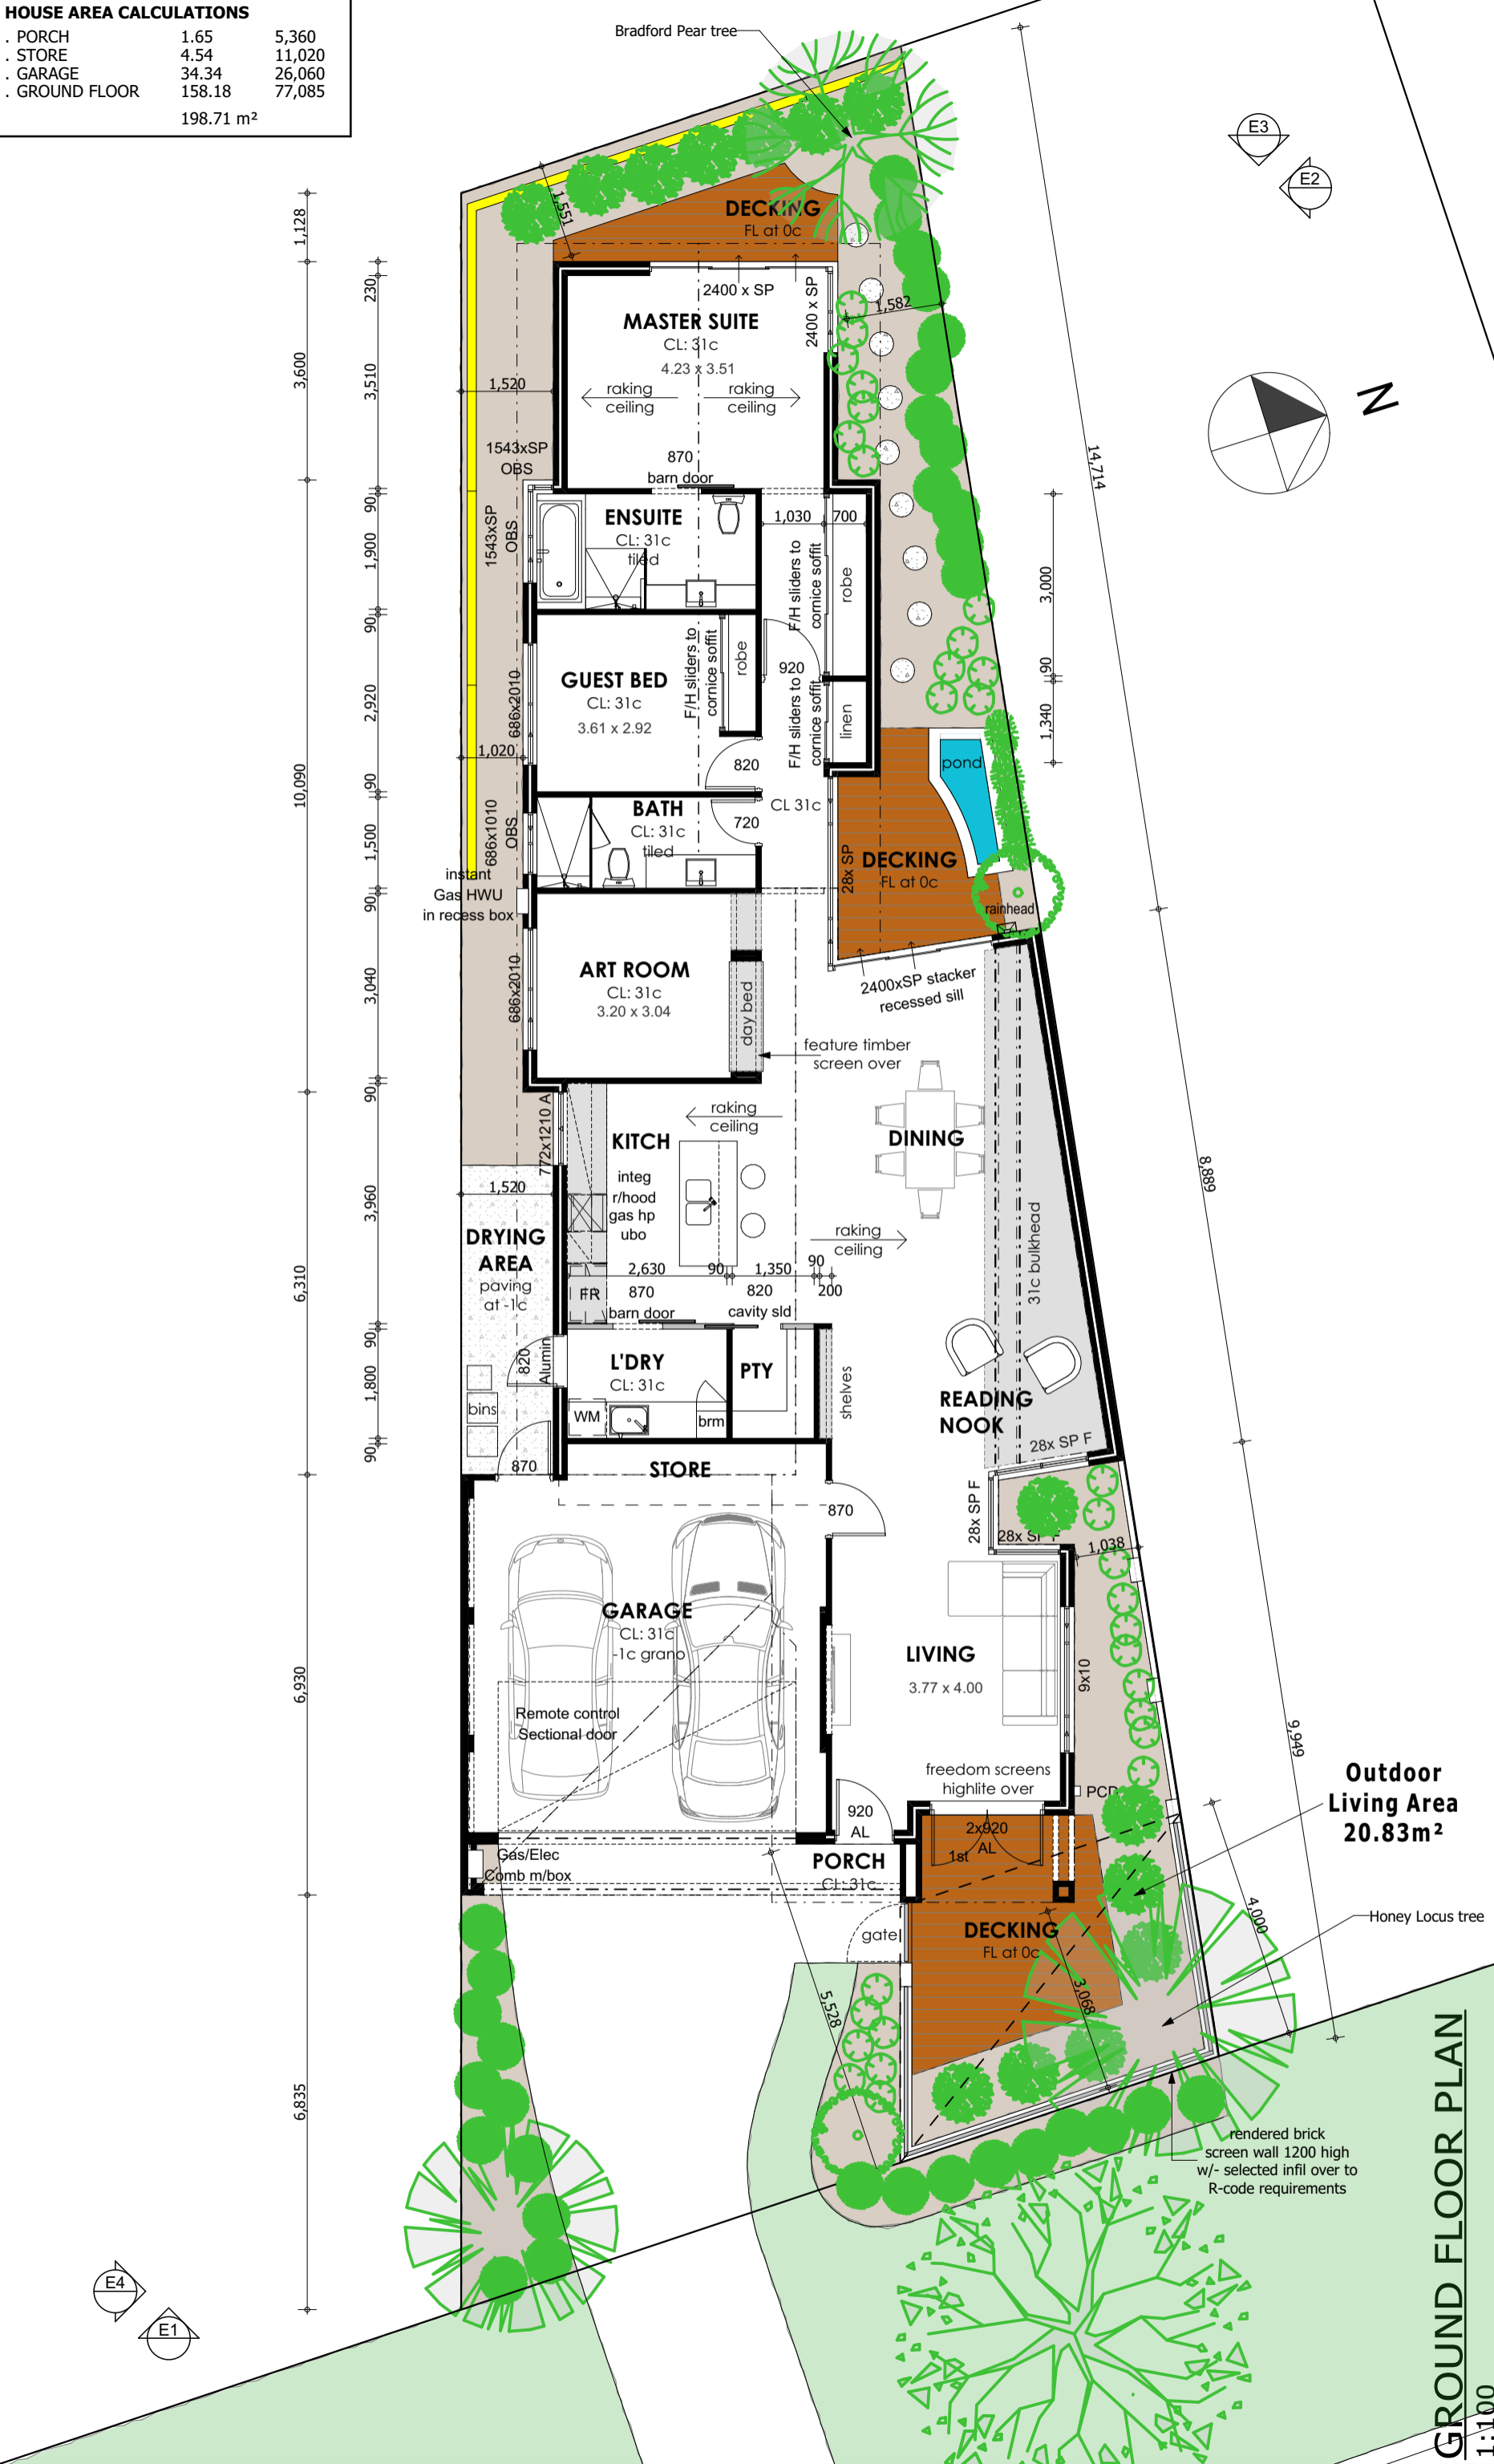 HOUSE AREA CALCULATIONS
. PORCH 1.65 5,360
. STORE 4.54 11,020
. GARAGE 34.34 26,060
. GROUND FLOOR 158.18 77,085
198.71 m²
Bradford Pear tree
E3
E2
N
1,128
230
3,600
3,510
90
1,900
90
2,920
10,090
90
1,500
90
3,040
90
3,960
6,310
90
1,800
90
6,930
6,835
1,551
DECKING
FL at 0c
2400 x SP
2400 x SP
MASTER SUITE
CL: 31c
4.23 x 3.51
raking
ceiling
raking
ceiling
1,582
1,520
14,714
1543xSP
OBS
870
barn door
1543xSP
OBS
ENSUITE
CL: 31c
tiled
1,030
700
F/H sliders to
cornice soffit
robe
3,000
90
1,340
GUEST BED
CL: 31c
3.61 x 2.92
686x2010
F/H sliders to
cornice soffit
robe
920
F/H sliders to
cornice soffit
linen
1,020
820
pond
BATH
CL: 31c
tiled
720
CL 31c
686x1010
OBS
28x SP
DECKING
FL at 0c
instant
Gas HWU
in recess box
rainhead
ART ROOM
CL: 31c
3.20 x 3.04
686x2010
day bed
2400xSP stacker
recessed sill
feature timber
screen over
772x1210 A
KITCH
raking
ceiling
DINING
integ
r/hood
gas hp
ubo
1,520
8,889
DRYING
AREA
paving
at -1c
raking
ceiling
31c bulkhead
FR
2,630
90
1,350
90
200
870
barn door
820
cavity sld
820
Alumin
L'DRY
CL: 31c
PTY
shelves
READING
NOOK
bins
WM
brm
28x SP F
870
STORE
28x SP F
28x SP F
870
1,038
GARAGE
CL: 31c
-1c grano
LIVING
3.77 x 4.00
9x10
Remote control
Sectional door
9,949
freedom screens
highlite over
PCD
Outdoor
Living Area
20.83m²
920
AL
2x920
AL
1st
PORCH
CL: 31c
Gas/Elec
Comb m/box
gate
DECKING
FL at 0c
4,000
Honey Locus tree
5,528
3,068
rendered brick
screen wall 1200 high
w/- selected infil over to
R-code requirements
E4
E1
GROUND FLOOR PLAN
1:100